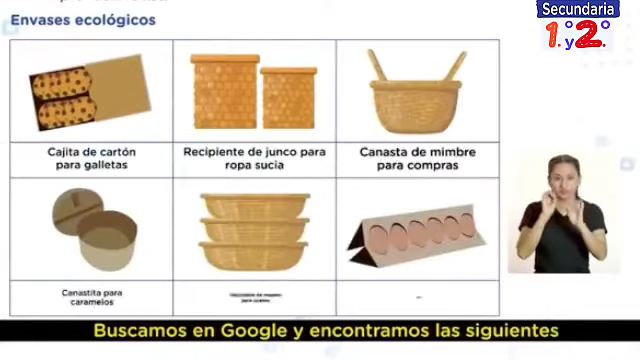 Envases ecológicos
Secundaria
1.° y 2.°
Cajita de cartón
para galletas
Recipiente de junco para
ropa sucia
Canasta de mimbre
para compras
Canastita para
caramelos
Buscamos en Google y encontramos las siguientes